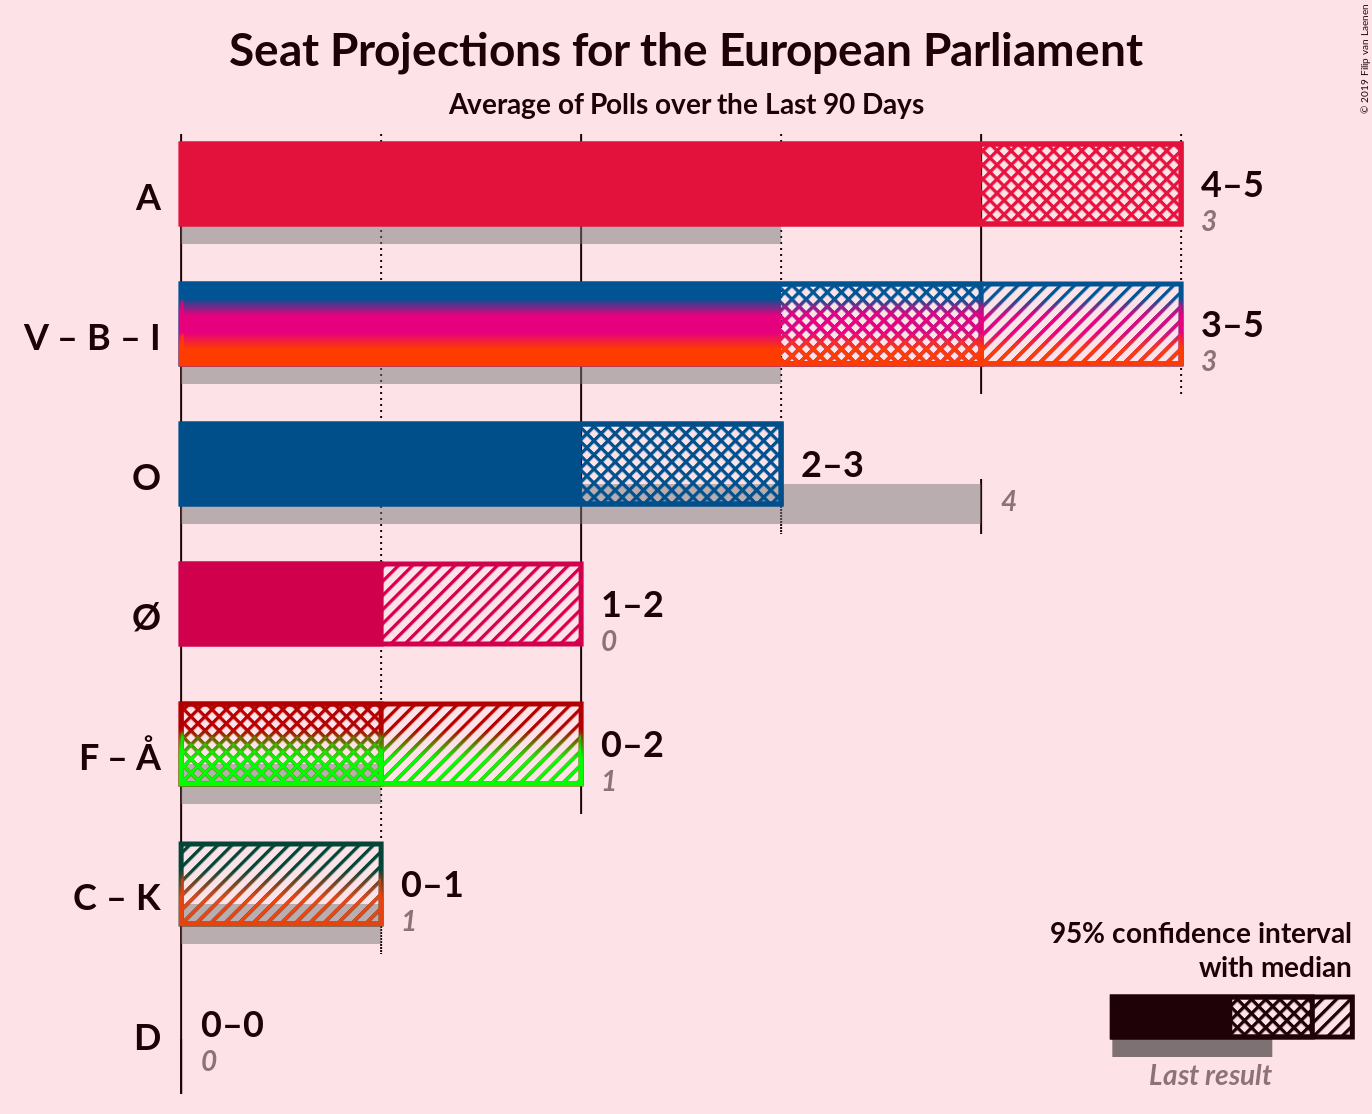 Seat Projections for the European Parliament
Average of Polls over the Last 90 Days
© 2019 Filip van Laenen
A
4–5
3
V – B – I
3–5
3
O
2–3
4
Ø
1–2
0
F – Å
0–2
1
C – K
0–1
1
D
0–0
0
95% confidence interval
with median
Last result